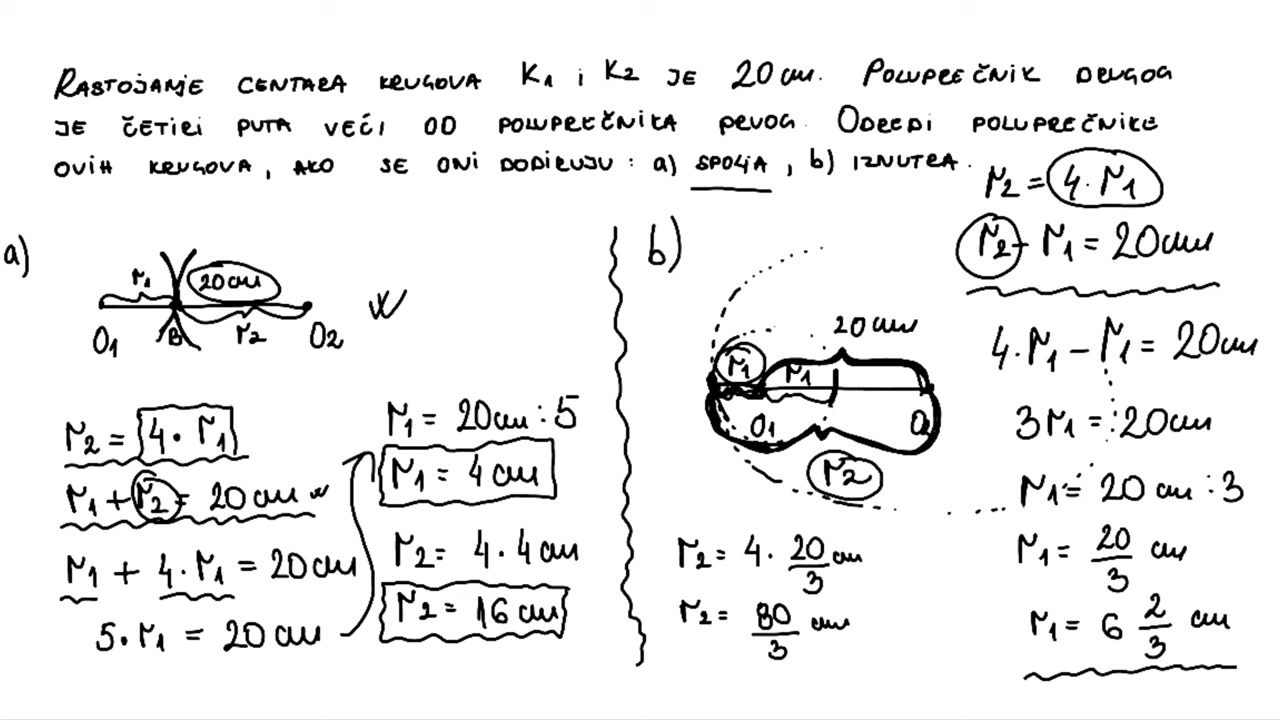 RASTOJANJE CENTARA KRUGOVA K1 i K2 JE 20 cm. POLUPREČNIK DRUGOG
JE ČETIRI PUTA VEĆI OD POLUPREČNIKA PRVOG. ODREDI POLUPREČNIKE
OVIH KRUGOVA, AKO SE ONI DODIRUJU: a) SPOLJA, b) IZNUTRA.
a)
r1
20 cm
O1
B
r2
O2
r2 = 4 · r1
r1 + r2 = 20 cm
r1 + 4 · r1 = 20 cm
5 · r1 = 20 cm
r1 = 20 cm : 5
r1 = 4 cm
r2 = 4 · 4 cm
r2 = 16 cm
b)
20 cm
r1
r1
O1
r2
r2 = 4 · 20/3 cm
r2 = 80/3 cm
r2 = 4 · r1
r2 - r1 = 20 cm
4 · r1 - r1 = 20 cm
3 r1 = 20 cm
r1 = 20 cm : 3
r1 = 20/3 cm
r1 = 6 2/3 cm